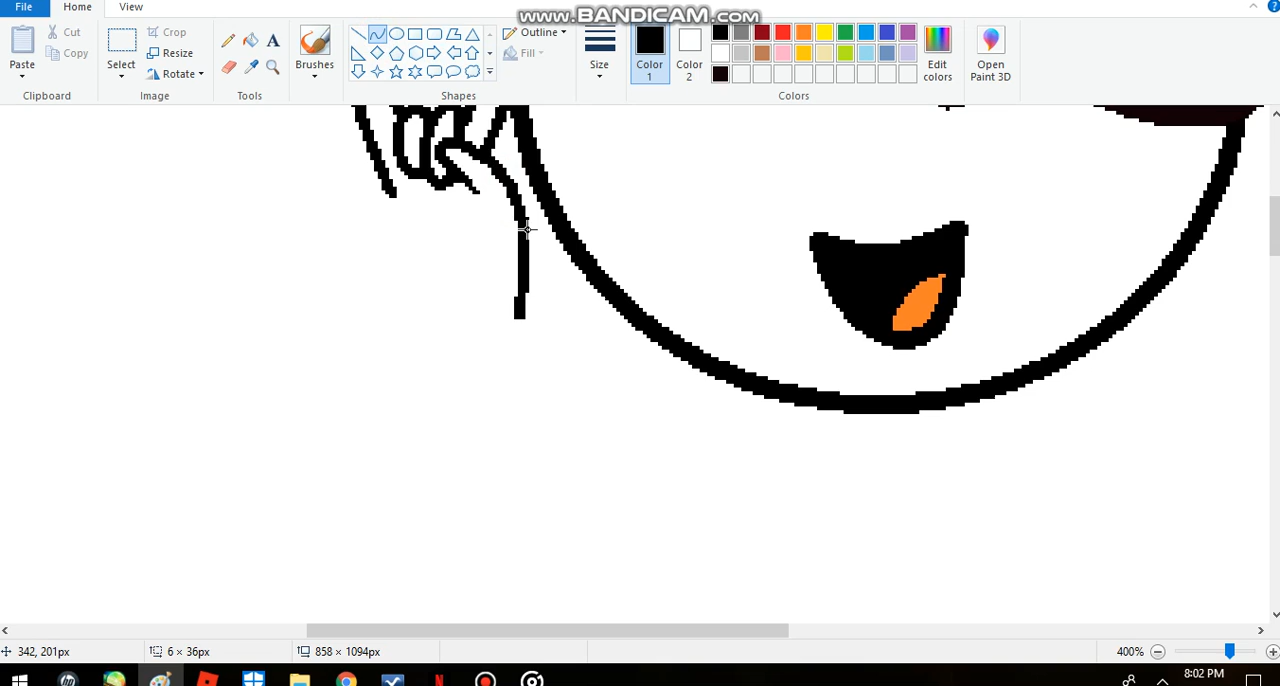 www.BANDICAM.com
File
Home
View
Paste
Cut
Copy
Clipboard
Select
Crop
Resize
Rotate
Image
A
Tools
Brushes
Outline
Fill
Shapes
Size
Color 1
Color 2
Edit colors
Open Paint 3D
Colors
342, 201px
6 × 36px
858 × 1094px
400%
8:02 PM